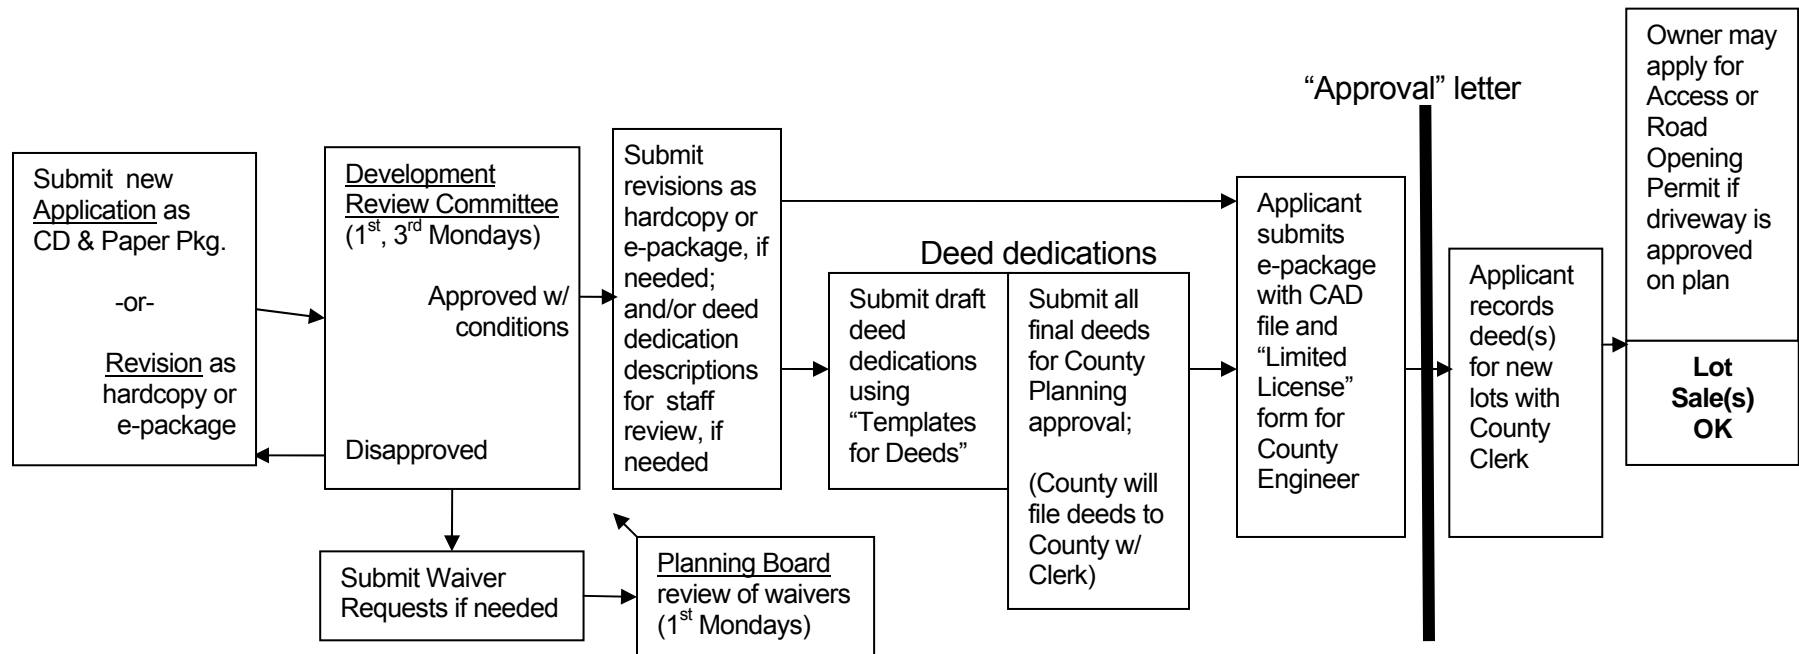 Submit new
Application as
CD & Paper Pkg.
-or-
Revision as
hardcopy or
e-package
Development
Review Committee
(1st, 3rd Mondays)
Approved w/
conditions
Disapproved
Submit Waiver
Requests if needed
Planning Board
review of waivers
(1st Mondays)
Submit
revisions as
hardcopy or
e-package, if
needed;
and/or deed
dedication
descriptions
for staff
review, if
needed
Deed dedications
Submit draft
deed
dedications
using
“Templates
for Deeds”
Submit all
final deeds
for County
Planning
approval;
(County will
file deeds to
County w/
Clerk)
Applicant
submits
e-package
with CAD
file and
“Limited
License”
form for
County
Engineer
“Approval” letter
Applicant
records
deed(s)
for new
lots with
County
Clerk
Owner may
apply for
Access or
Road
Opening
Permit if
driveway is
approved
on plan
Lot
Sale(s)
OK